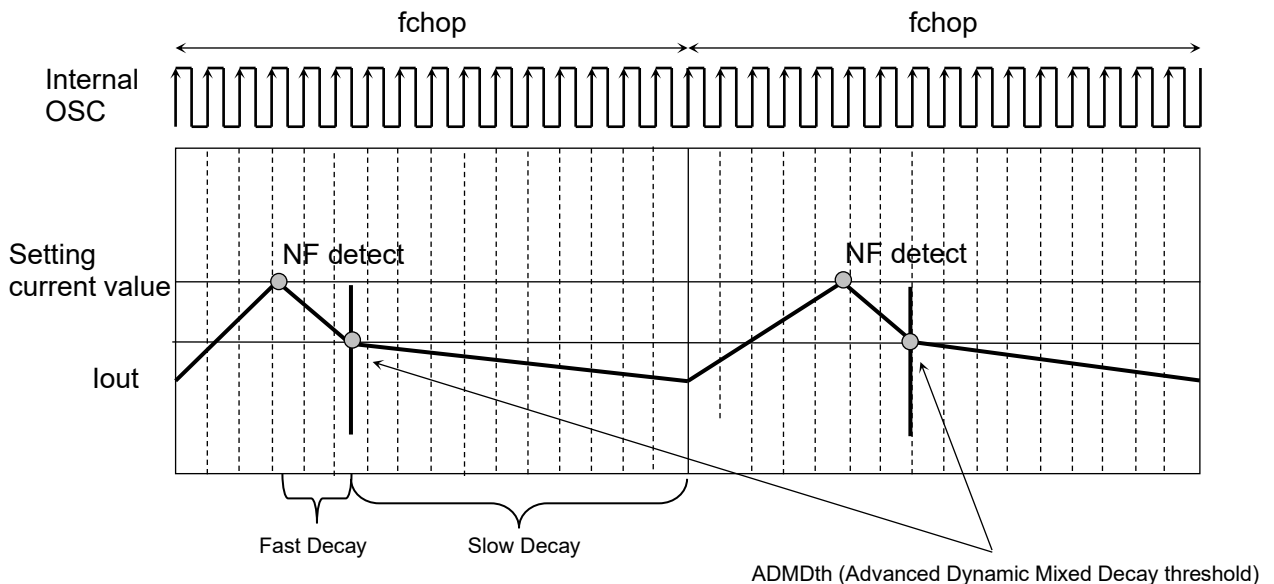 fchop
fchop
Internal
OSC
Setting
current value
NF detect
NF detect
Iout
Fast Decay
Slow Decay
ADMDth (Advanced Dynamic Mixed Decay threshold)